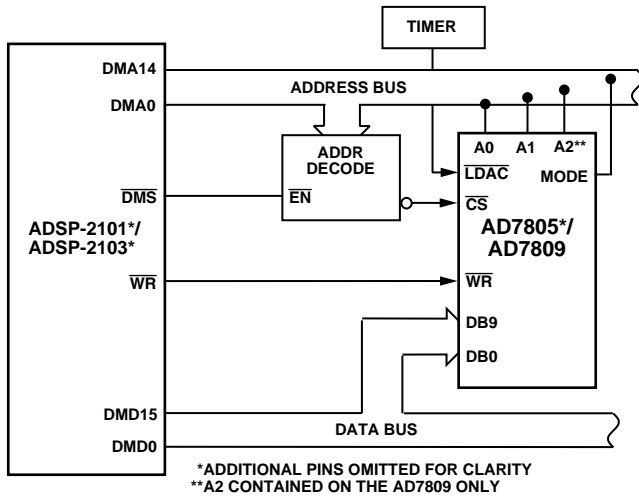 TIMER
DMA14
ADDRESS BUS
DMA0
A0 A1 A2**
ADDR
DECODE
LDAC
MODE
DMS
EN
CS
ADSP-2101*/
ADSP-2103*
AD7805*/
AD7809
WR
WR
DB9
DB0
DMD15
DATA BUS
DMD0
*ADDITIONAL PINS OMITTED FOR CLARITY
**A2 CONTAINED ON THE AD7809 ONLY